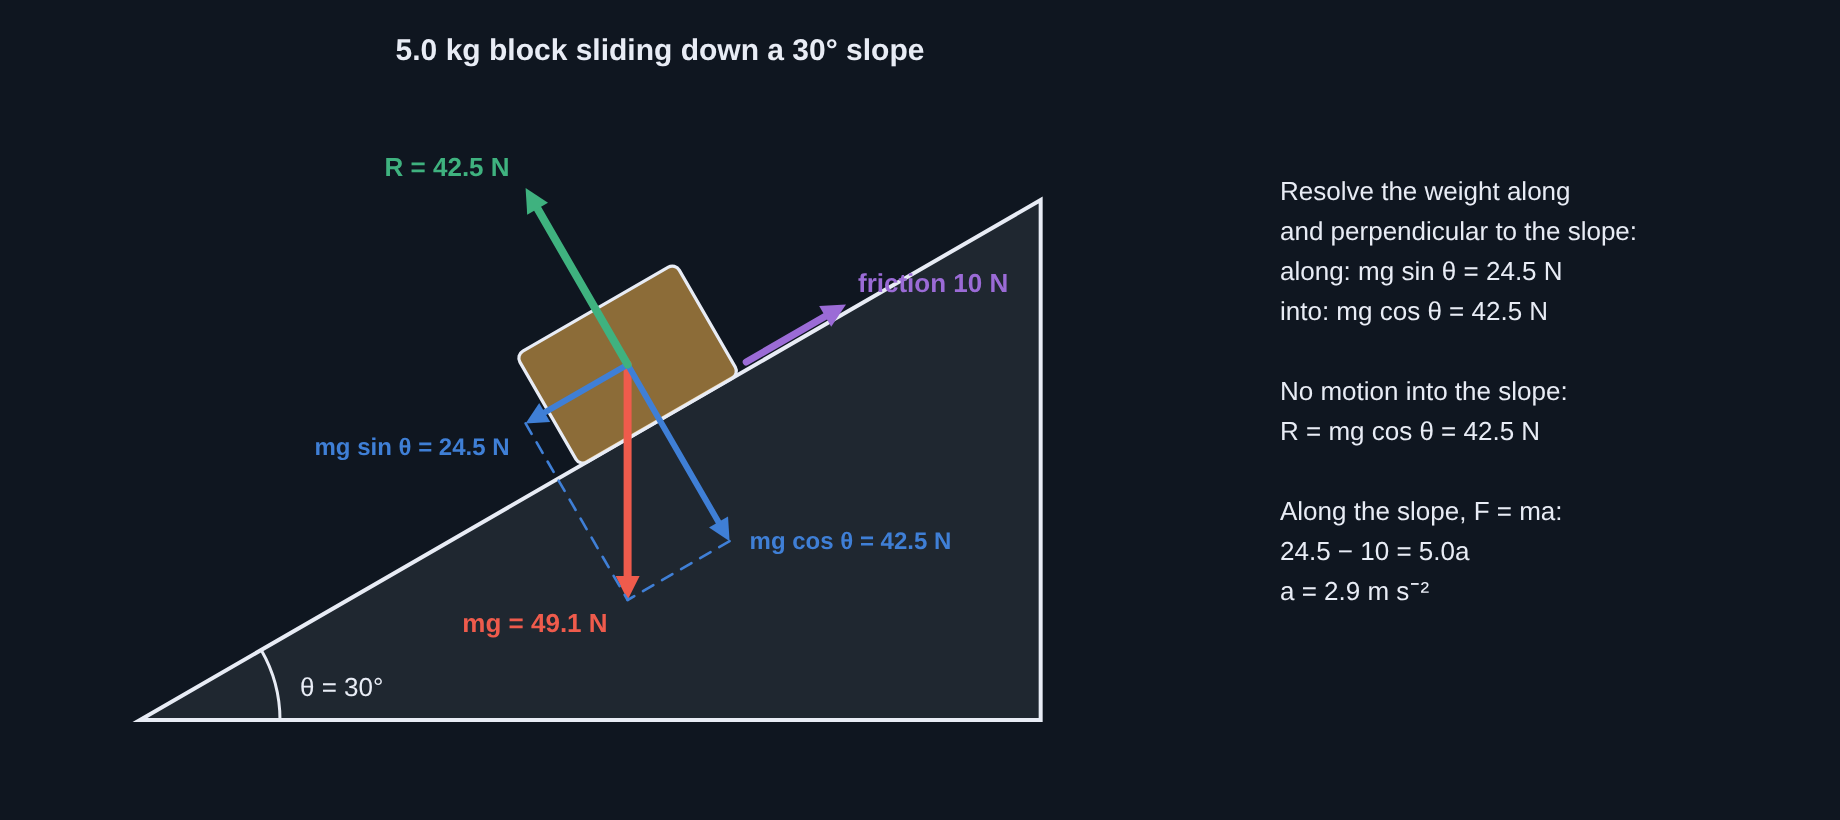 5.0 kg block sliding down a 30° slope
R = 42.5 N
friction 10 N
mg sin θ = 24.5 N
mg cos θ = 42.5 N
mg = 49.1 N
θ = 30°
Resolve the weight along
and perpendicular to the slope:
along: mg sin θ = 24.5 N
into: mg cos θ = 42.5 N
No motion into the slope:
R = mg cos θ = 42.5 N
Along the slope, F = ma:
24.5 − 10 = 5.0a
a = 2.9 m s⁻²